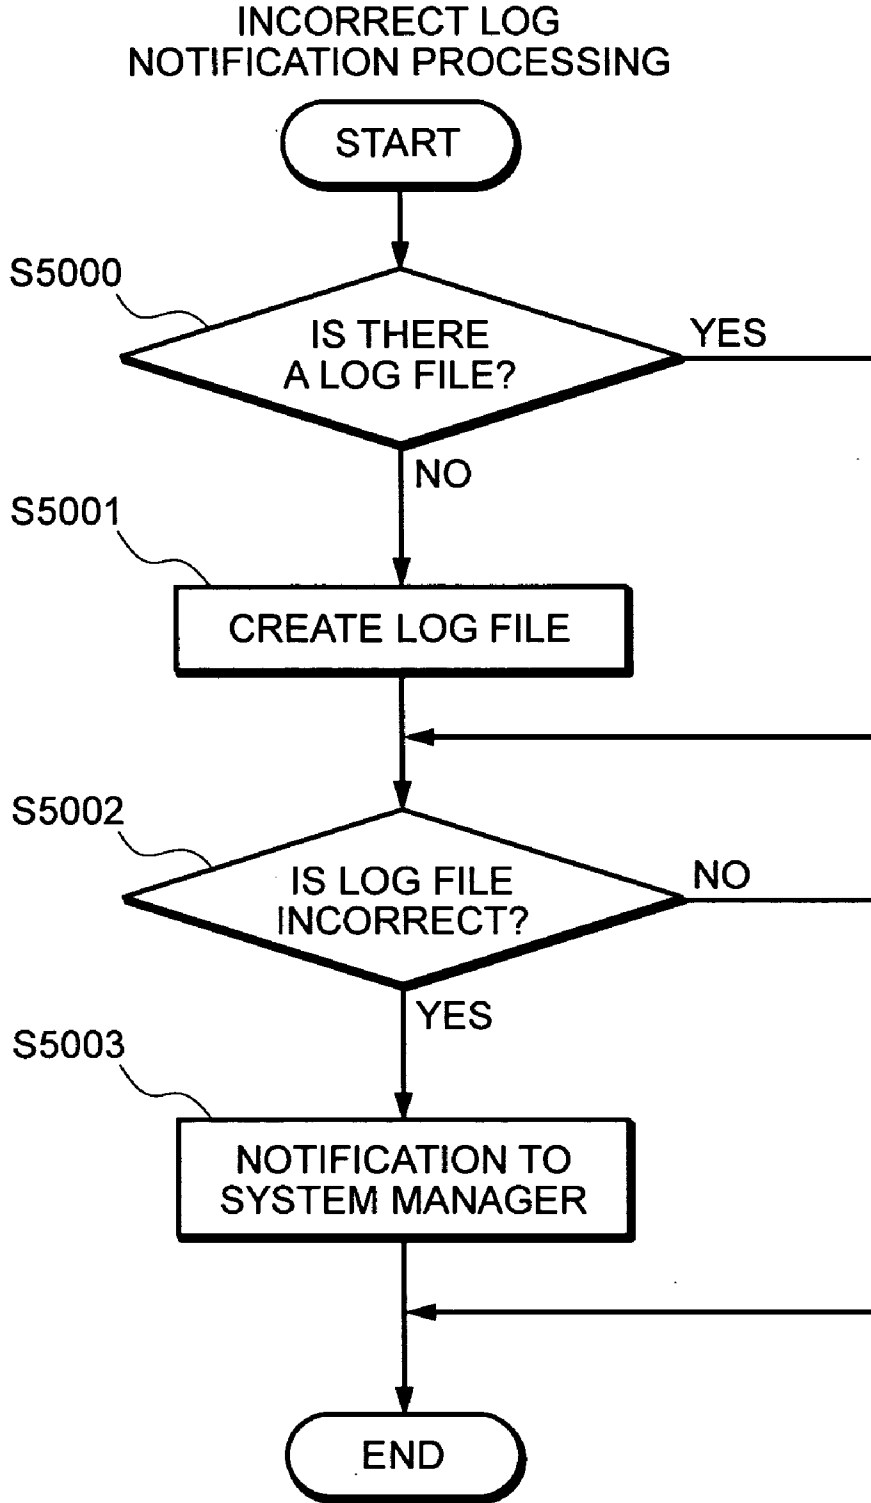 INCORRECT LOG
NOTIFICATION PROCESSING
START
S5000
IS THERE
A LOG FILE?
YES
NO
S5001
CREATE LOG FILE
S5002
IS LOG FILE
INCORRECT?
NO
YES
S5003
NOTIFICATION TO
SYSTEM MANAGER
END